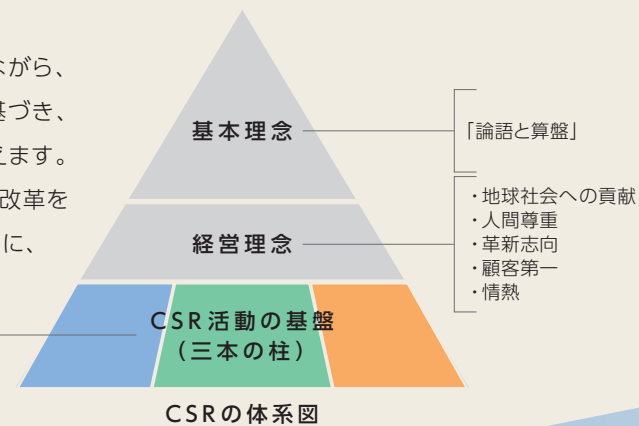 ながら、
基づき、
えます。
改革を
に、
基本理念
「論語と算盤」
経営理念
・地球社会への貢献
・人間尊重
・革新志向
・顧客第一
・情熱
CSR活動の基盤
(三本の柱)
CSRの体系図